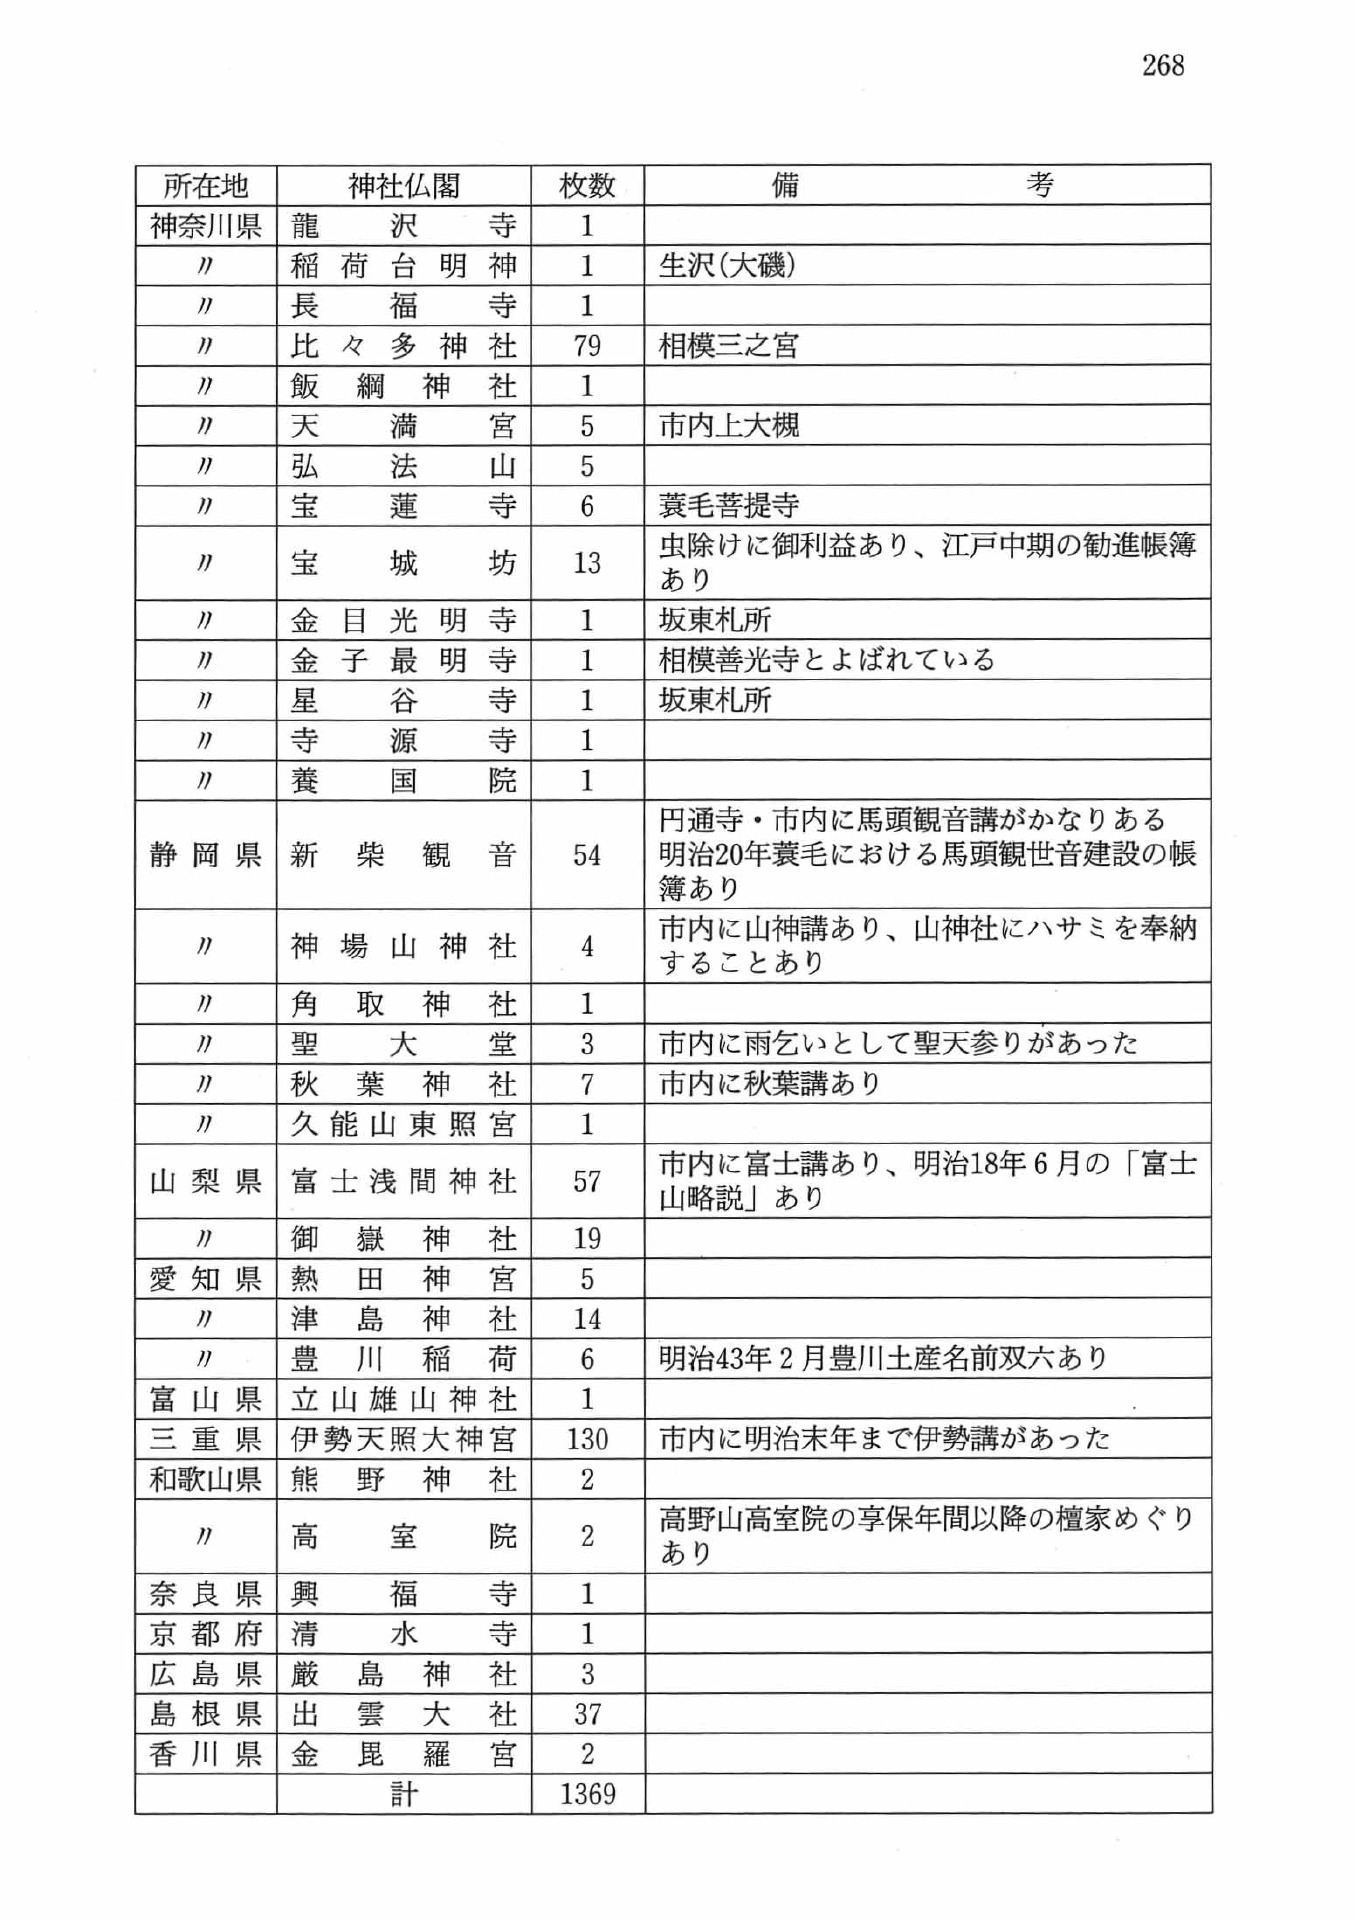 268
所在地 神社仏閣 枚数 備考
神奈川県 龍沢寺 1
〃 稲荷台明神 1 生沢(大磯)
〃 長福寺 1
〃 比々多神社 79 相模三之宮
〃 飯綱神社 1
〃 天満宮 5 市内上大槻
〃 弘法山 5
〃 宝蓮寺 6 蓑毛菩提寺
〃 宝城坊 13 虫除けに御利益あり、江戸中期の勧進帳簿
あり
〃 金目光明寺 1 坂東札所
〃 金子最明寺 1 相模善光寺とよばれている
〃 星谷寺 1 坂東札所
〃 寺源寺 1
〃 養国院 1
静岡県 新柴観音 54 円通寺・市内に馬頭観音講がかなりある
明治20年蓑毛における馬頭観世音建設の帳
簿あり
〃 神場山神社 4 市内に山神講あり、山神社にハサミを奉納
することあり
〃 角取神社 1
〃 聖大堂 3 市内に雨乞いとして聖天参りがあった
〃 秋葉神社 7 市内に秋葉講あり
〃 久能山東照宮 1
山梨県 富士浅間神社 57 市内に富士講あり、明治18年6月の「富士
山略説」あり
〃 御嶽神社 19
愛知県 熱田神宮 5
〃 津島神社 14
〃 豊川稲荷 6 明治43年2月豊川土産名前双六あり
富山県 立山雄山神社 1
三重県 伊勢天照大神宮 130 市内に明治末年まで伊勢講があった
和歌山県 熊野神社 2
〃 高室院 2 高野山高室院の享保年間以降の檀家めぐり
あり
奈良県 興福寺 1
京都府 清水寺 1
広島県 厳島神社 3
島根県 出雲大社 37
香川県 金毘羅宮 2
計 1369